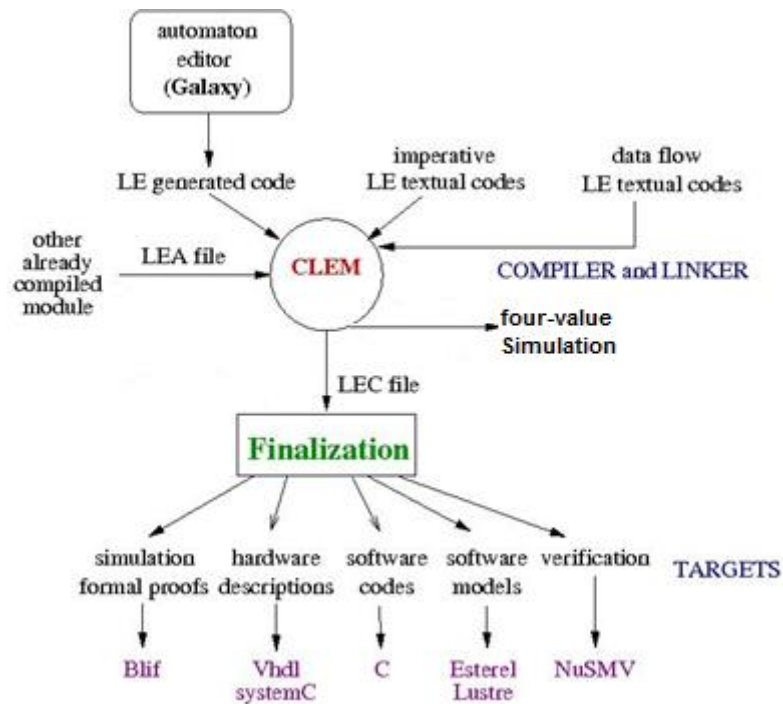 automaton
editor
(Galaxy)
LE generated code
imperative
LE textual codes
data flow
LE textual codes
other
already
compiled
module
LEA file
CLEM
COMPILER and LINKER
four-value
Simulation
LEC file
Finalization
simulation
formal proofs
hardware
descriptions
software
codes
software
models
verification
TARGETS
Blif
Vhdl
systemC
C
Esterel
Lustre
NuSMV